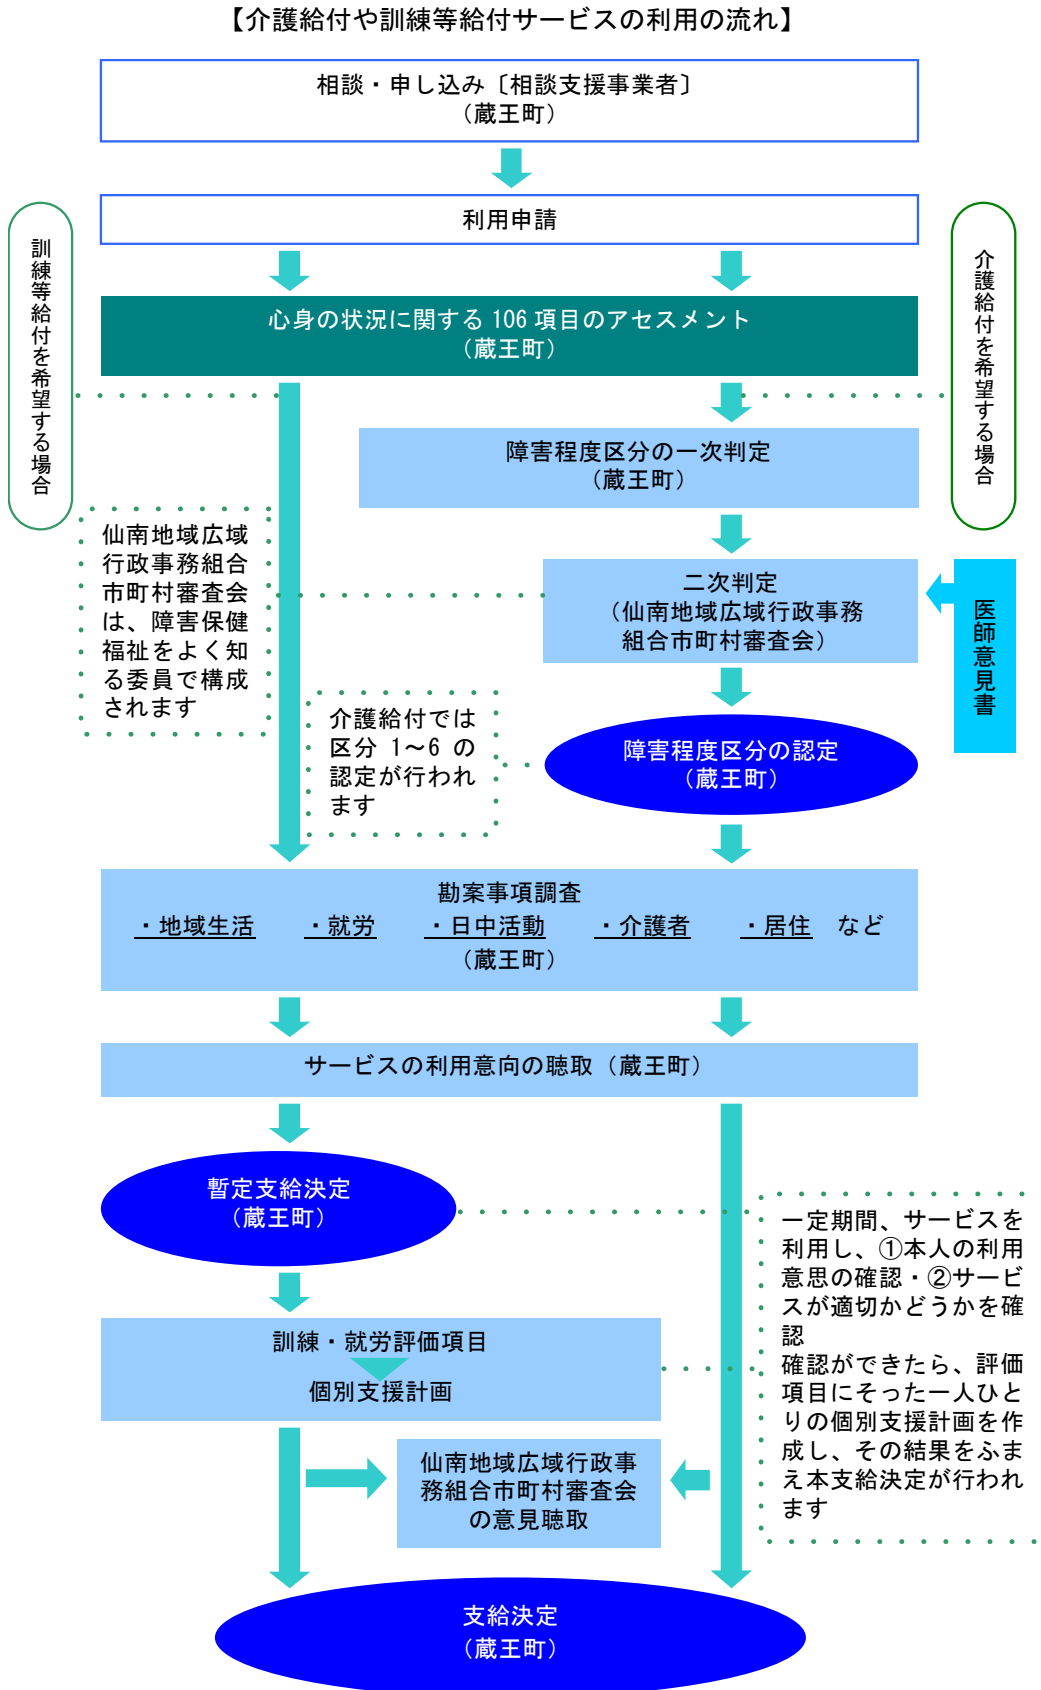 【介護給付や訓練等給付サービスの利用の流れ】
相談・申し込み〔相談支援事業者〕
（蔵王町）
利用申請
訓練等給付を希望する場合
介護給付を希望する場合
心身の状況に関する 106 項目のアセスメント
（蔵王町）
障害程度区分の一次判定
（蔵王町）
仙南地域広域
行政事務組合
市町村審査会
は、障害保健
福祉をよく知
る委員で構成
されます
二次判定
（仙南地域広域行政事務
組合市町村審査会）
医師意見書
介護給付では
区分 1～6 の
認定が行われ
ます
障害程度区分の認定
（蔵王町）
勘案事項調査
・地域生活　　・就労　　・日中活動　　・介護者　　・居住　など
（蔵王町）
サービスの利用意向の聴取（蔵王町）
暫定支給決定
（蔵王町）
一定期間、サービスを
利用し、①本人の利用
意思の確認・②サービ
スが適切かどうかを確
認
確認ができたら、評価
項目にそった一人ひと
りの個別支援計画を作
成し、その結果をふま
え本支給決定が行われ
ます
訓練・就労評価項目
個別支援計画
仙南地域広域行政事
務組合市町村審査会
の意見聴取
支給決定
（蔵王町）